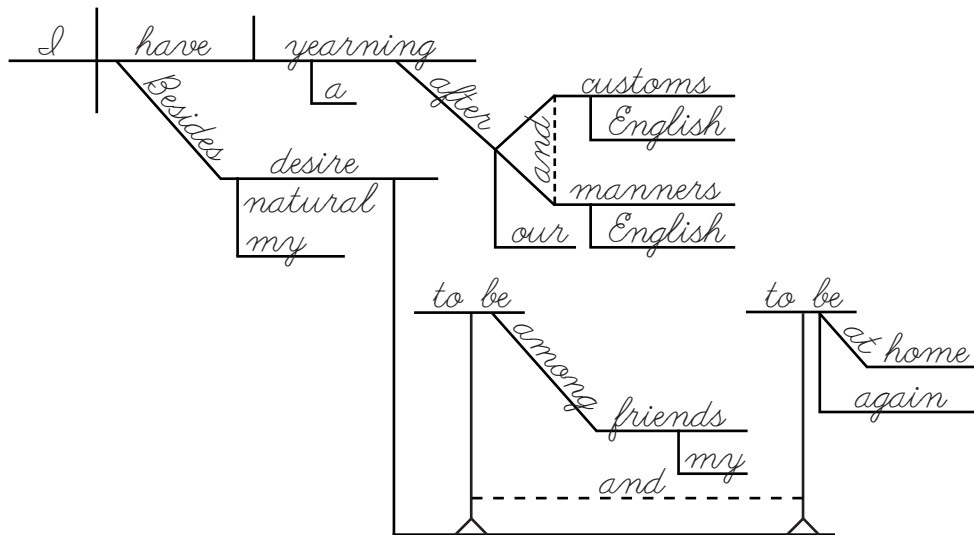 I have yearning
Besides
a
after
customs
English
and
desire
manners
natural
English
my
our
to be
to be
among
at home
again
friends
my
and